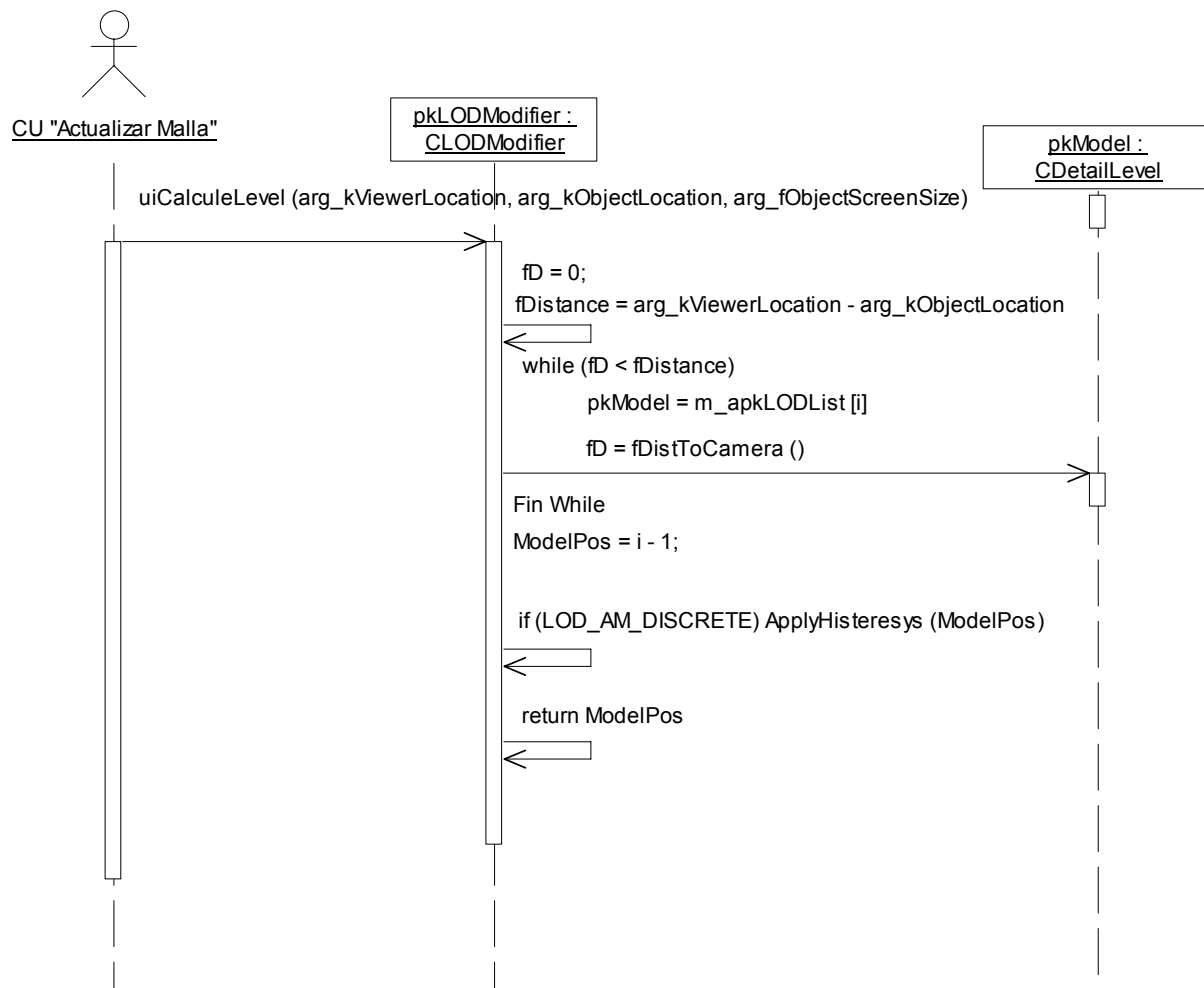 CU "Actualizar Malla"
pkLODModifier :
CLODModifier
pkModel :
CDetailLevel
uiCalculeLevel (arg_kViewerLocation, arg_kObjectLocation, arg_fObjectScreenSize)
fD = 0;
fDistance = arg_kViewerLocation - arg_kObjectLocation
while (fD < fDistance)
pkModel = m_apkLODList [i]
fD = fDistToCamera ()
Fin While
ModelPos = i - 1;
if (LOD_AM_DISCRETE) ApplyHisteresys (ModelPos)
return ModelPos